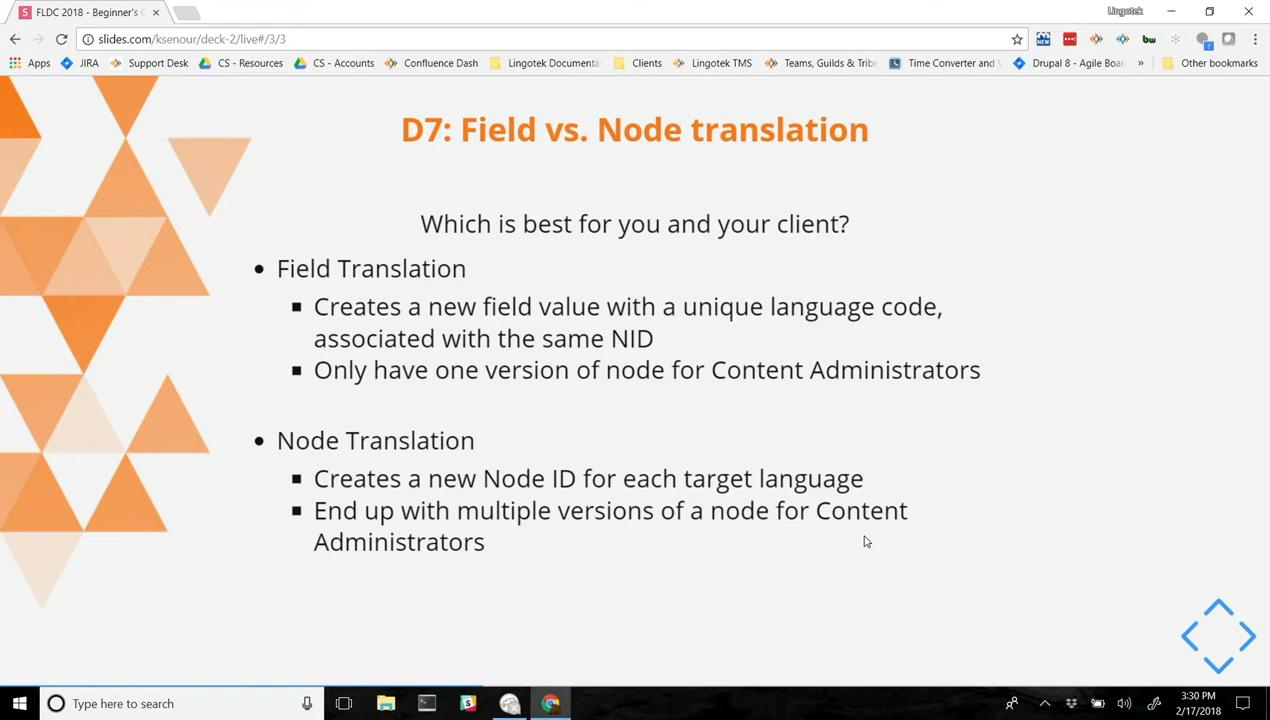 FLDC 2018 - Beginner's
Lingotek
slides.com/ksenour/deck-2/live#/3/3
Apps JIRA Support Desk CS - Resources CS - Accounts Confluence Dash Lingotek Documenta Clients Lingotek TMS Teams, Guilds & Tribe Time Converter and Drupal 8 - Agile Boar » Other bookmarks
D7: Field vs. Node translation
Which is best for you and your client?
• Field Translation
▪ Creates a new field value with a unique language code,
associated with the same NID
▪ Only have one version of node for Content Administrators
• Node Translation
▪ Creates a new Node ID for each target language
▪ End up with multiple versions of a node for Content
Administrators
Type here to search
3:30 PM
2/17/2018